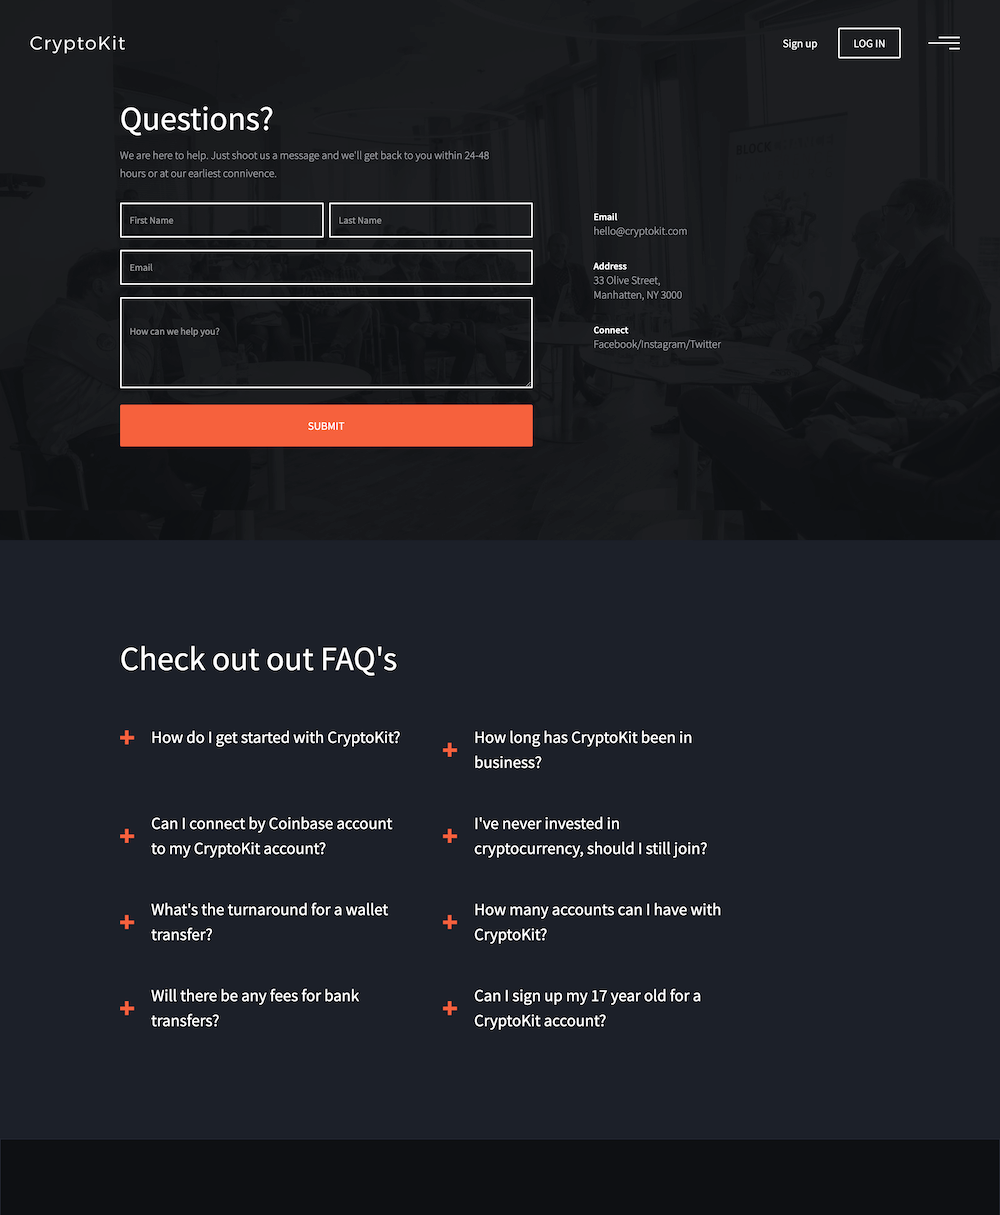 CryptoKit
Sign up
LOG IN
Questions?
We are here to help. Just shoot us a message and we'll get back to you within 24-48
hours or at our earliest connivence.
First Name
Last Name
Email
How can we help you?
SUBMIT
Email
hello@cryptokit.com
Address
33 Olive Street,
Manhatten, NY 3000
Connect
Facebook/Instagram/Twitter
BLOCK
Check out out FAQ's
How do I get started with CryptoKit?
How long has CryptoKit been in
business?
Can I connect by Coinbase account
to my CryptoKit account?
I've never invested in
cryptocurrency, should I still join?
What's the turnaround for a wallet
transfer?
How many accounts can I have with
CryptoKit?
Will there be any fees for bank
transfers?
Can I sign up my 17 year old for a
CryptoKit account?